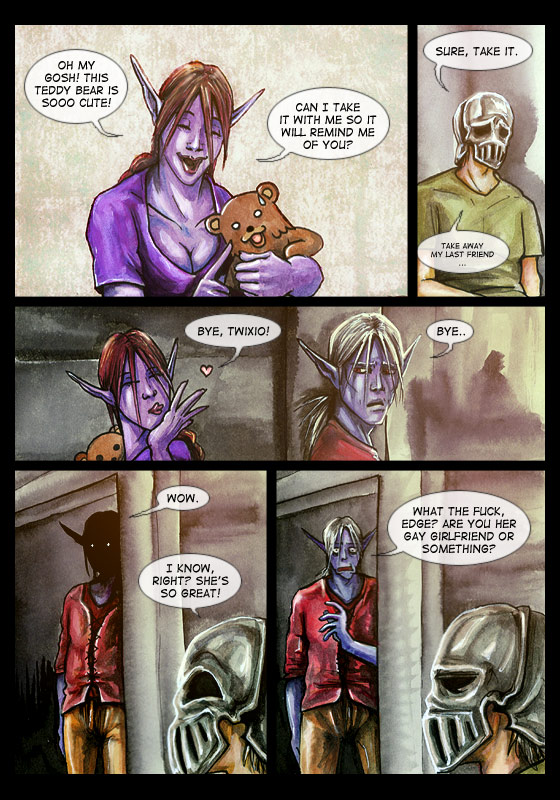 OH MY
GOSH! THIS
TEDDY BEAR IS
SOOO CUTE!
CAN I TAKE
IT WITH ME SO IT
WILL REMIND ME
OF YOU?
SURE, TAKE IT.
TAKE AWAY
MY LAST FRIEND
...
BYE, TWIXIO!
BYE..
WOW.
I KNOW,
RIGHT? SHE'S
SO GREAT!
WHAT THE FUCK,
EDGE? ARE YOU HER
GAY GIRLFRIEND OR
SOMETHING?